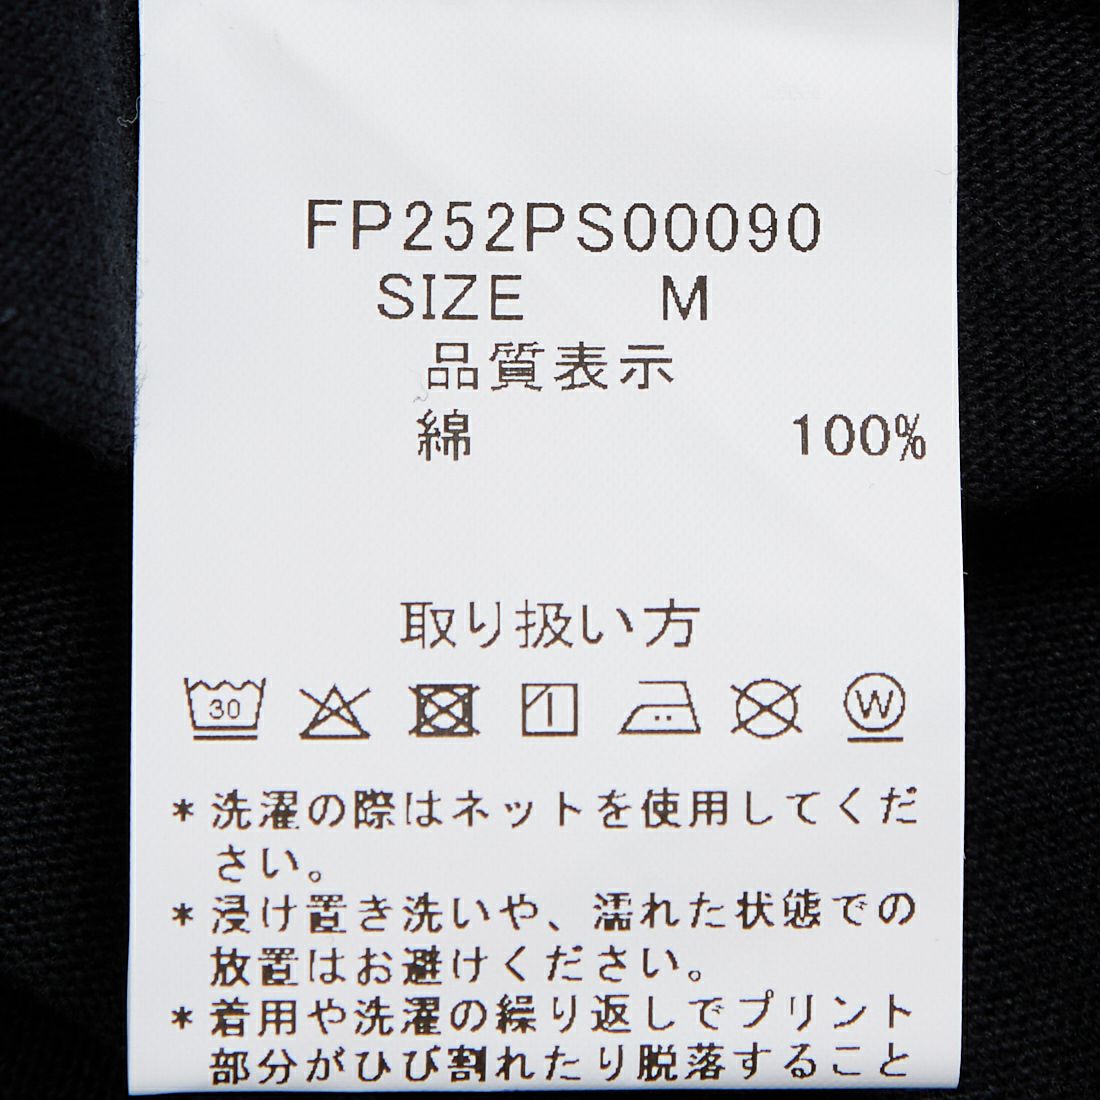 FP252PS00090
SIZE M
品質表示
綿 100%
取り扱い方
30 W
*洗濯の際はネットを使用してくだ
さい。
*浸け置き洗いや、濡れた状態での
放置はお避けください。
*着用や洗濯の繰り返しでプリント
部分がひび割れたり脱落すること